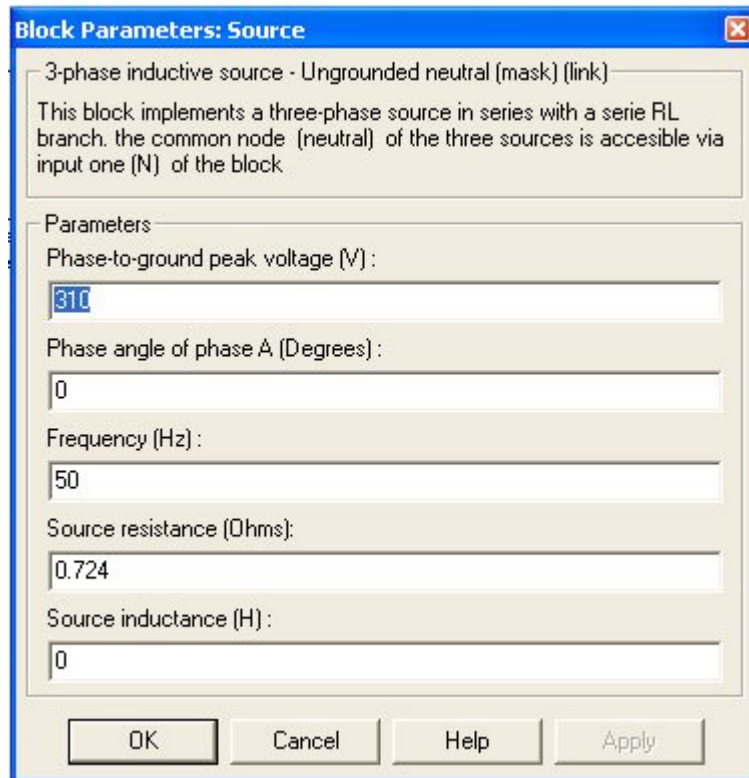 Block Parameters: Source
3-phase inductive source - Ungrounded neutral (mask) (link)
This block implements a three-phase source in series with a serie RL
branch. the common node (neutral) of the three sources is accesible via
input one (N) of the block
Parameters
Phase-to-ground peak voltage (V) :
310
Phase angle of phase A (Degrees) :
0
Frequency (Hz) :
50
Source resistance (Ohms):
0.724
Source inductance (H) :
0
OK Cancel Help Apply